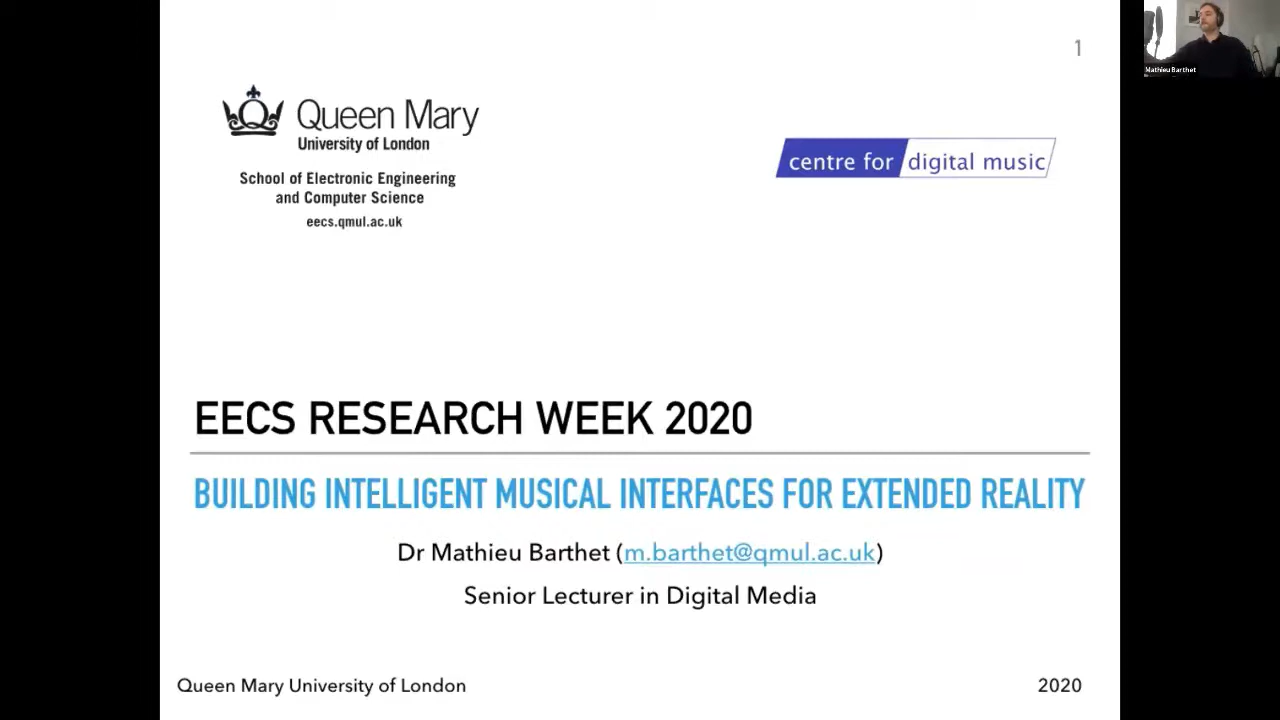 1
Mathieu Barthet
Queen Mary
University of London
School of Electronic Engineering
and Computer Science
eecs.qmul.ac.uk
centre for digital music
EECS RESEARCH WEEK 2020
BUILDING INTELLIGENT MUSICAL INTERFACES FOR EXTENDED REALITY
Dr Mathieu Barthet (m.barthet@qmul.ac.uk)
Senior Lecturer in Digital Media
Queen Mary University of London
2020